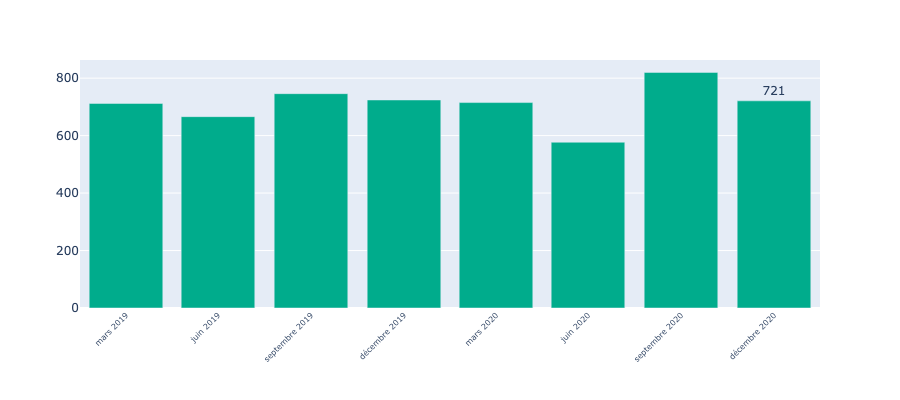 800
600
400
200
0
721
mars 2019
juin 2019
septembre 2019
décembre 2019
mars 2020
juin 2020
septembre 2020
décembre 2020